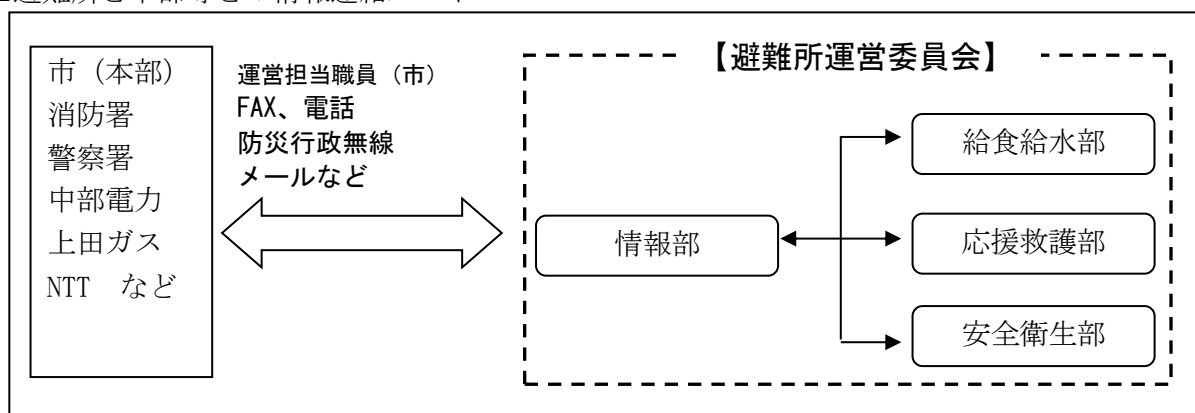 市（本部）
消防署
警察署
中部電力
上田ガス
NTT　など
運営担当職員（市）
FAX、電話
防災行政無線
メールなど
【避難所運営委員会】
情報部
給食給水部
応援救護部
安全衛生部